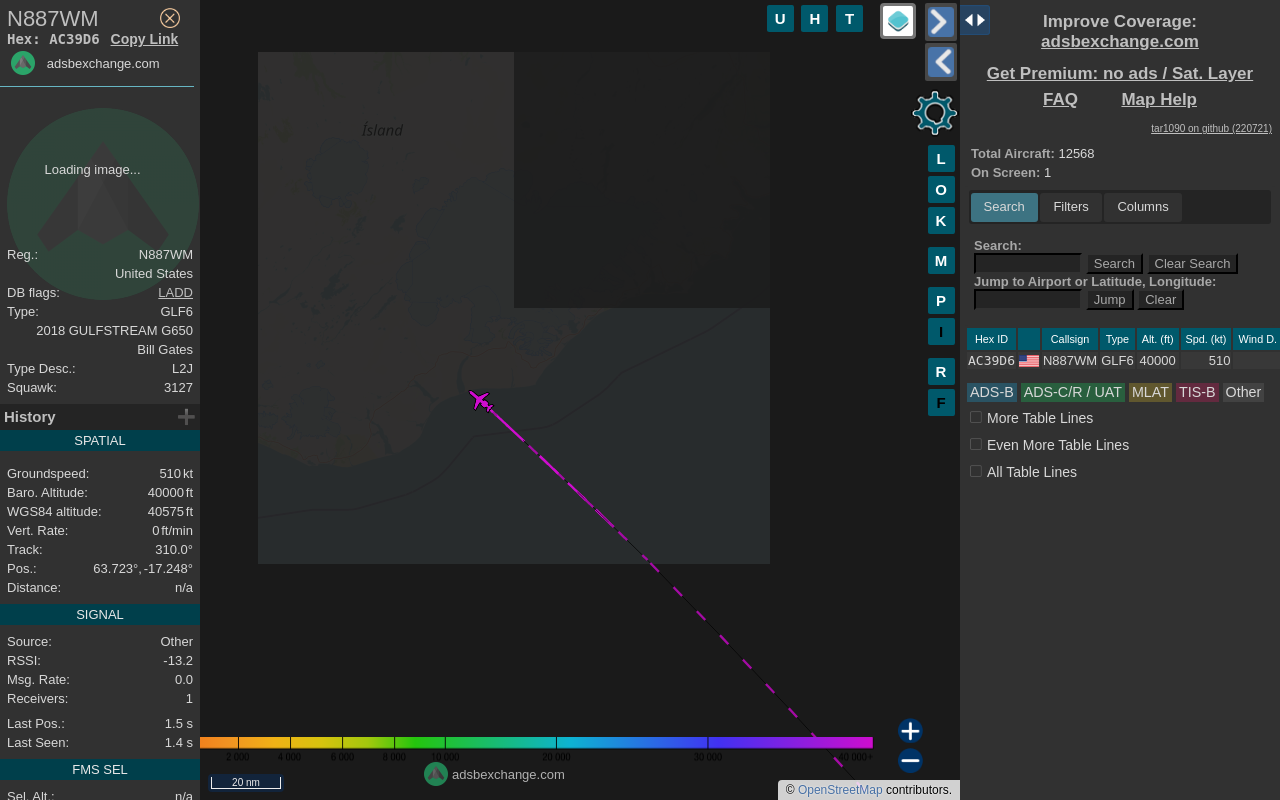 N887WM
Hex: AC39D6 Copy Link
adsbexchange.com
Loading image...
Reg.: N887WM
United States
DB flags: LADD
Type: GLF6
2018 GULFSTREAM G650
Bill Gates
Type Desc.: L2J
Squawk: 3127
History
SPATIAL
Groundspeed: 510 kt
Baro. Altitude: 40000 ft
WGS84 altitude: 40575 ft
Vert. Rate: 0 ft/min
Track: 310.0°
Pos.: 63.723°, -17.248°
Distance: n/a
SIGNAL
Source: Other
RSSI: -13.2
Msg. Rate: 0.0
Receivers: 1
Last Pos.: 1.5 s
Last Seen: 1.4 s
FMS SEL
Sel. Alt.: n/a
U H T
Ísland
L
O
K
M
P
I
R
F
2 000 4 000 6 000 8 000 10 000 20 000 30 000 40 000+
adsbexchange.com
20 nm
© OpenStreetMap contributors.
Improve Coverage:
adsbexchange.com
Get Premium: no ads / Sat. Layer
FAQ Map Help
tar1090 on github (220721)
Total Aircraft: 12568
On Screen: 1
Search Filters Columns
Search:
Search Clear Search
Jump to Airport or Latitude, Longitude:
Jump Clear
Hex ID Callsign Type Alt. (ft) Spd. (kt) Wind D.
AC39D6 N887WM GLF6 40000 510
ADS-B ADS-C/R / UAT MLAT TIS-B Other
More Table Lines
Even More Table Lines
All Table Lines